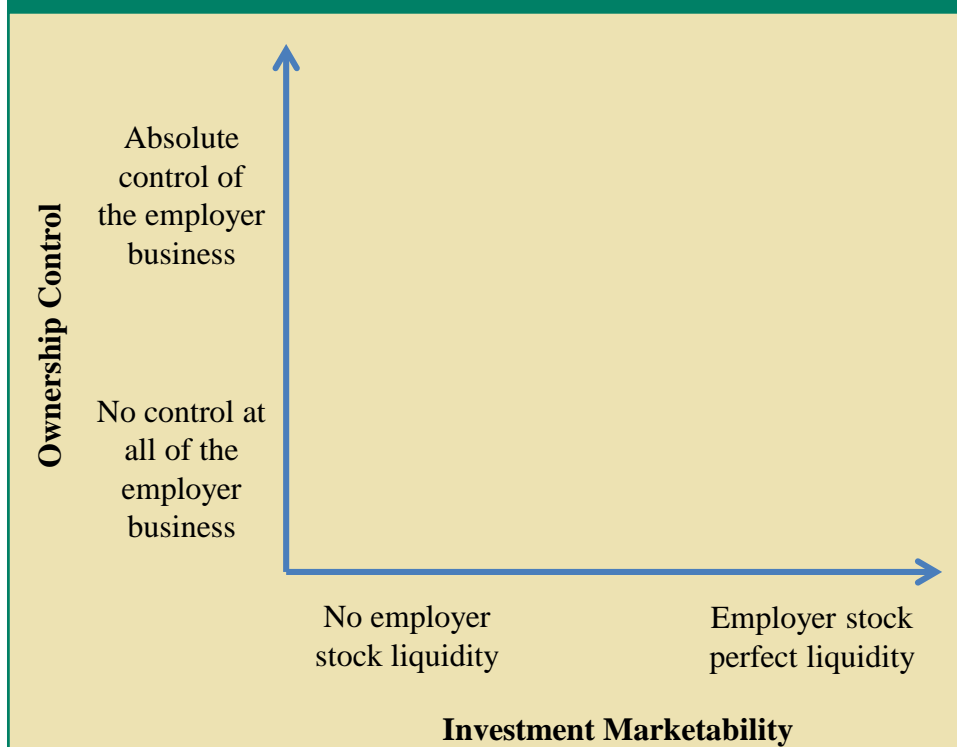 Ownership Control
Absolute
control of
the employer
business
No control at
all of the
employer
business
No employer
stock liquidity
Employer stock
perfect liquidity
Investment Marketability